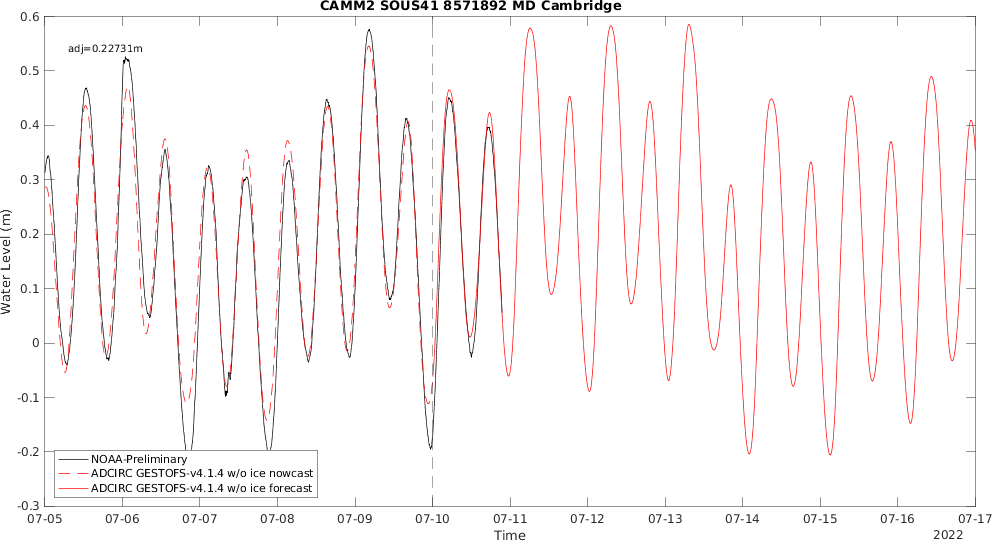 CAMM2 SOUS41 8571892 MD Cambridge
adj=0.22731m
0.6
0.5
0.4
0.3
0.2
0.1
0
-0.1
-0.2
-0.3
Water Level (m)
NOAA-Preliminary
ADCIRC GESTOFS-v4.1.4 w/o ice nowcast
ADCIRC GESTOFS-v4.1.4 w/o ice forecast
07-05 07-06 07-07 07-08 07-09 07-10 07-11 07-12 07-13 07-14 07-15 07-16 07-17
Time
2022